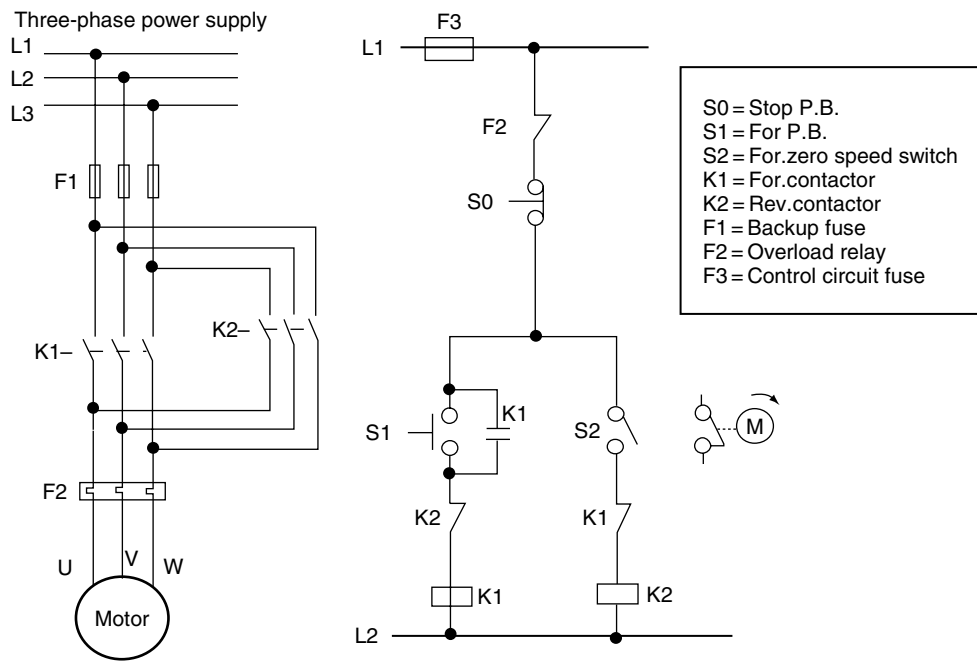 Three-phase power supply
L1
L2
L3
F1
K1–
K2–
F2
U
V
W
Motor
L1
F3
F2
S0
S1
K1
S2
M
K2
K1
K1
K2
L2
S0 = Stop P.B.
S1 = For P.B.
S2 = For.zero speed switch
K1 = For.contactor
K2 = Rev.contactor
F1 = Backup fuse
F2 = Overload relay
F3 = Control circuit fuse